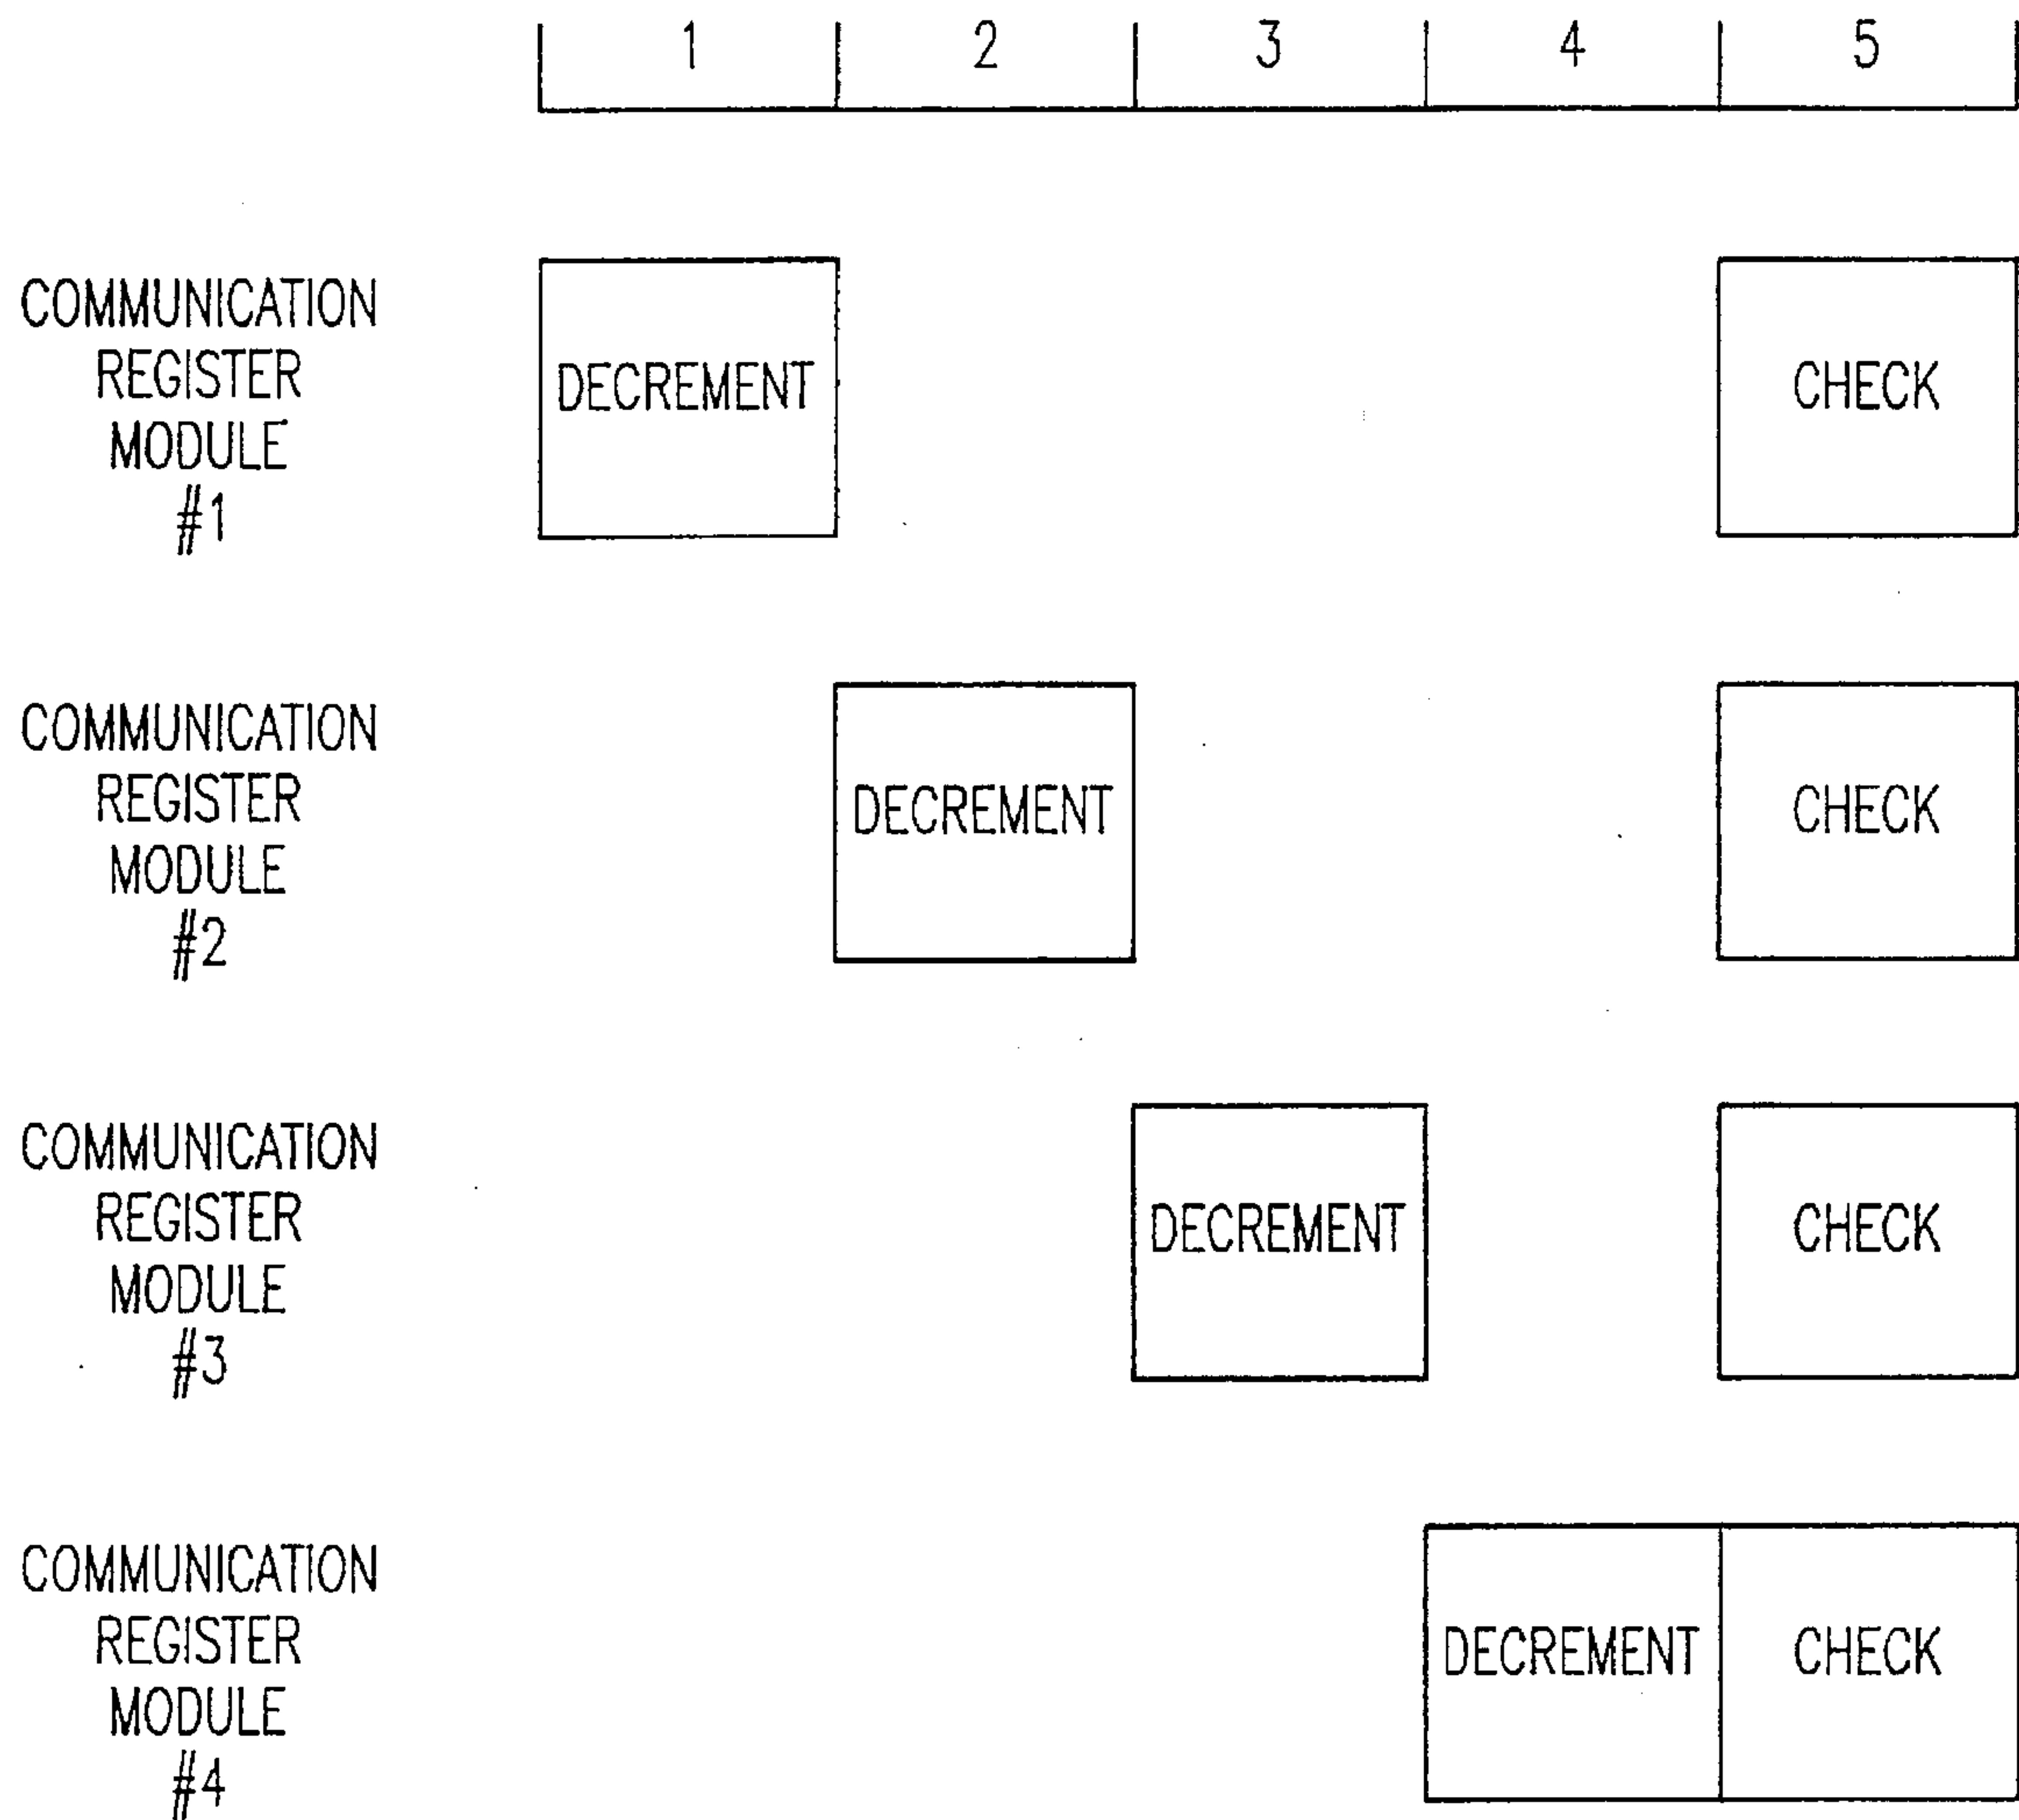 1 2 3 4 5
COMMUNICATION
REGISTER
MODULE
#1
DECREMENT
CHECK
COMMUNICATION
REGISTER
MODULE
#2
DECREMENT
CHECK
COMMUNICATION
REGISTER
MODULE
#3
DECREMENT
CHECK
COMMUNICATION
REGISTER
MODULE
#4
DECREMENT
CHECK